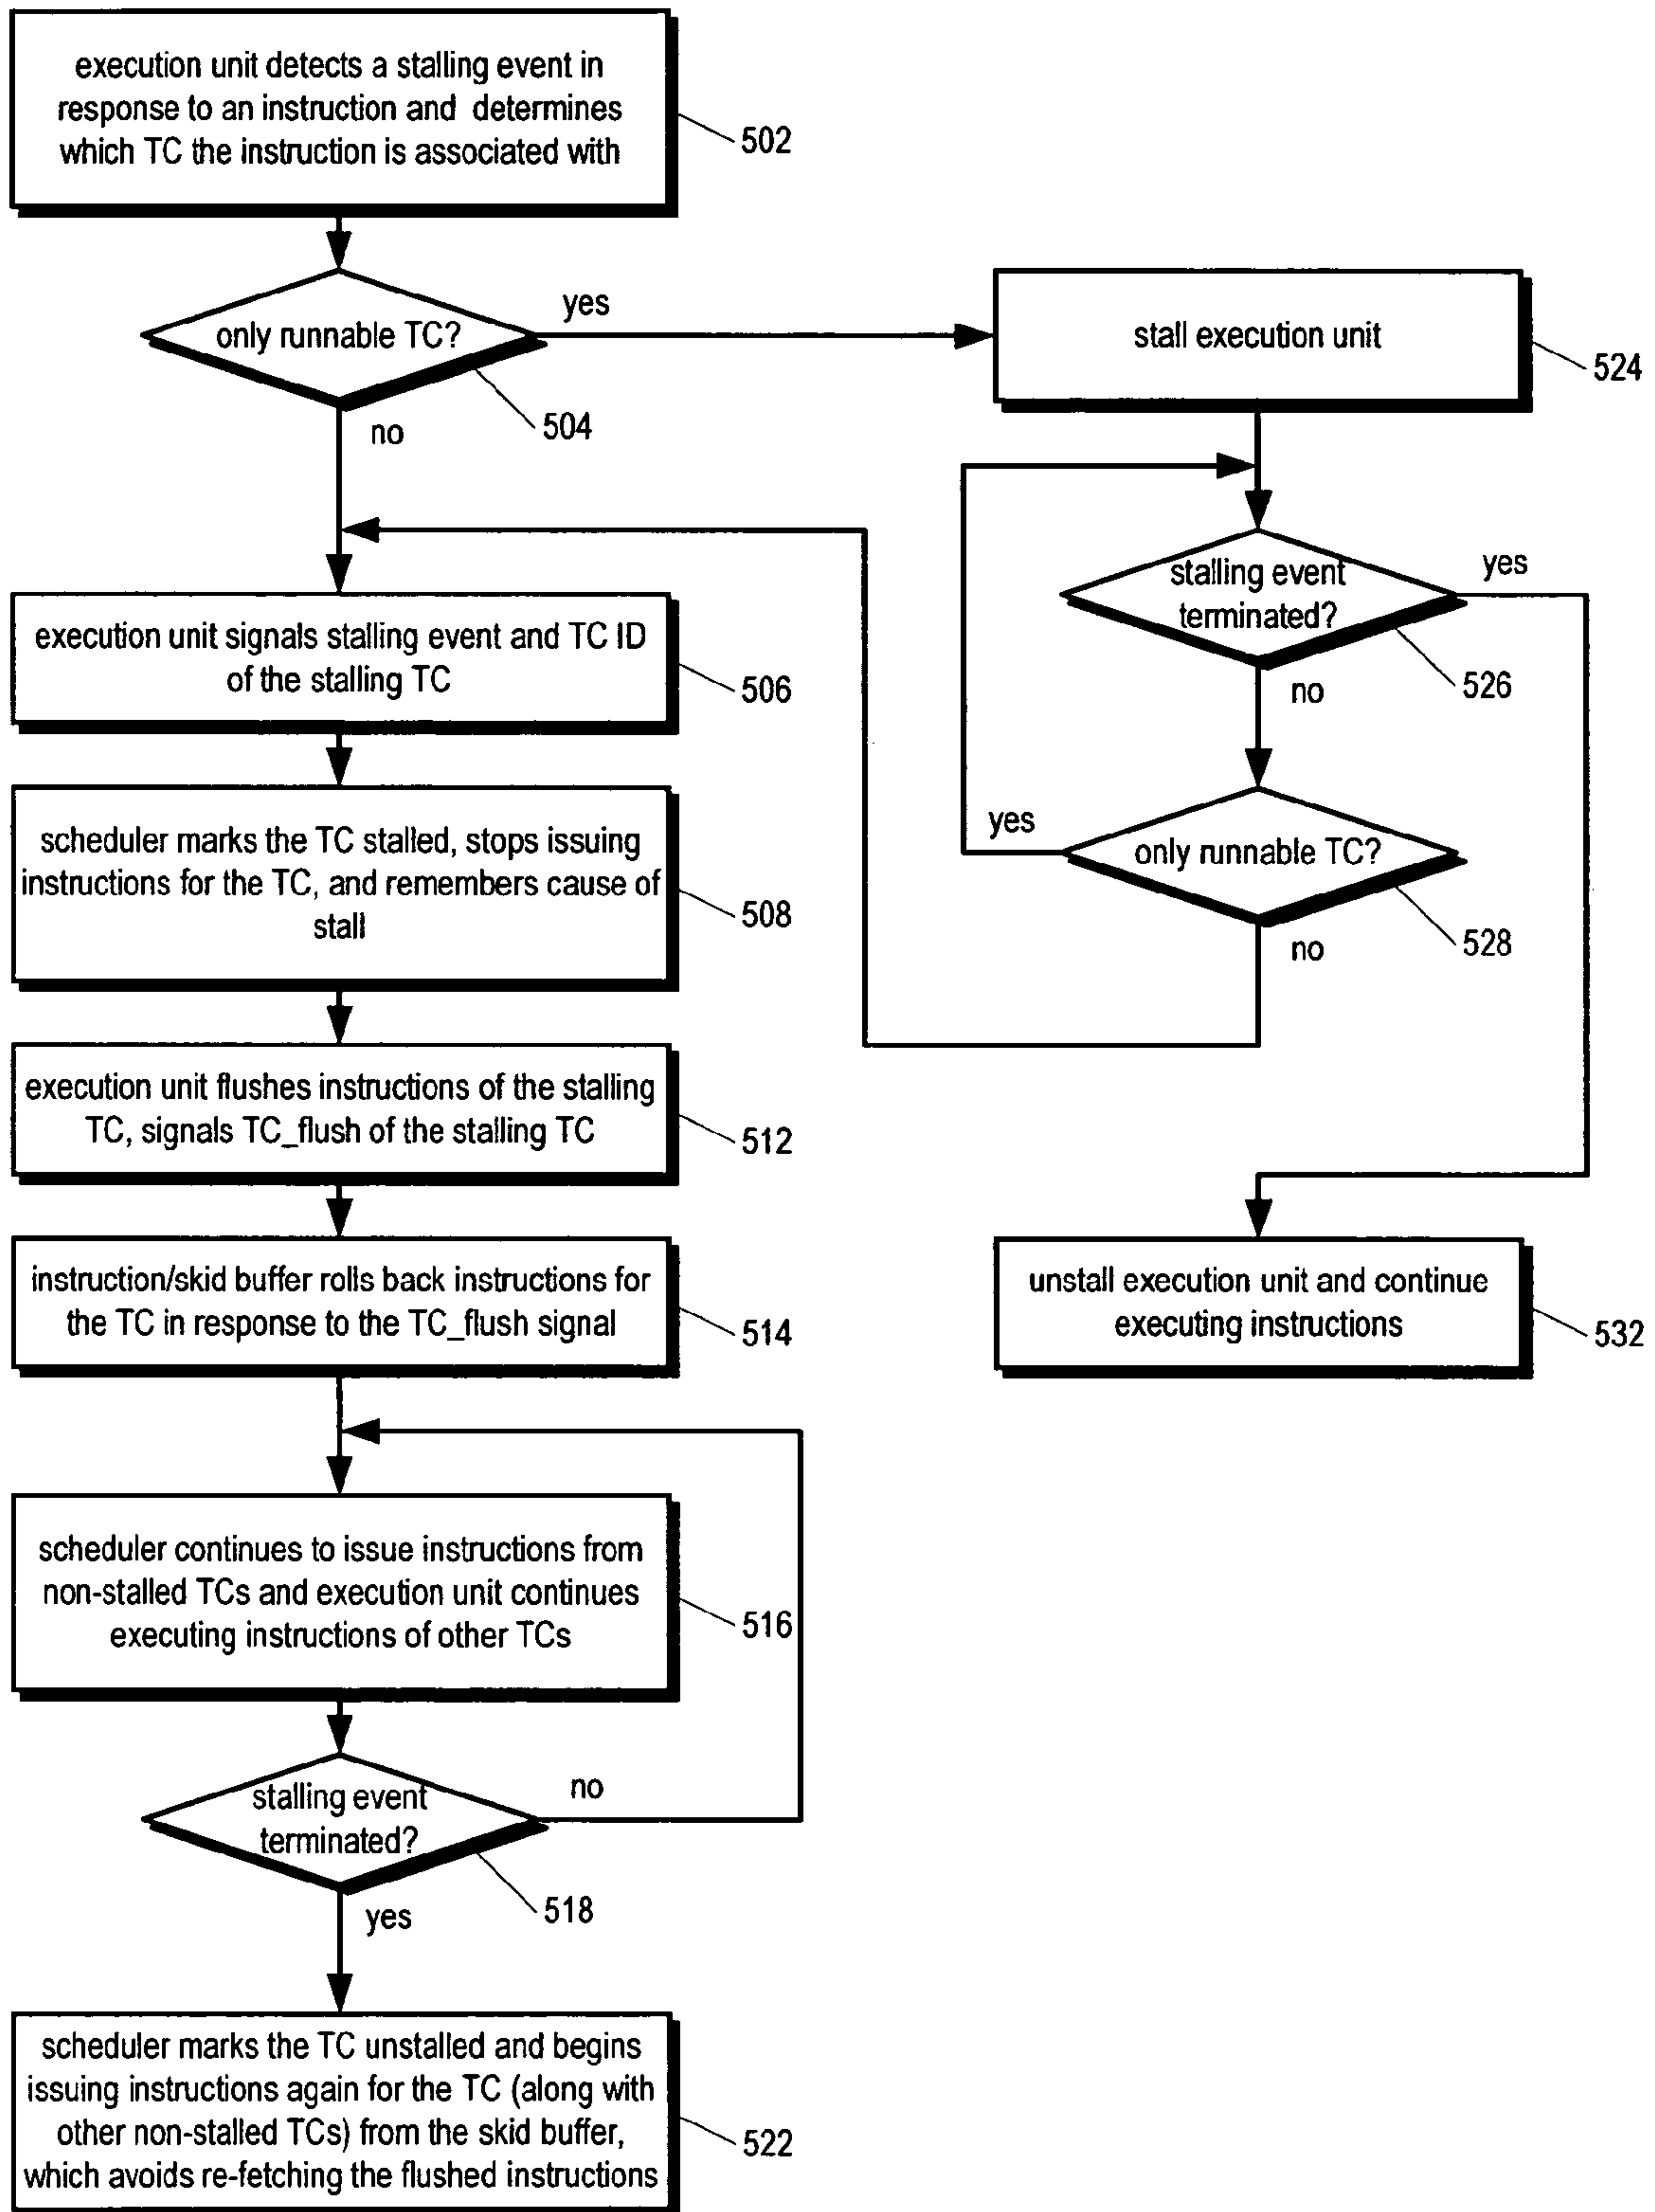 execution unit detects a stalling event in
response to an instruction and determines
which TC the instruction is associated with
502
only runnable TC?
yes
504
no
stall execution unit
524
stalling event
terminated?
yes
526
no
only runnable TC?
yes
528
no
unstall execution unit and continue
executing instructions
532
execution unit signals stalling event and TC ID
of the stalling TC
506
scheduler marks the TC stalled, stops issuing
instructions for the TC, and remembers cause of
stall
508
execution unit flushes instructions of the stalling
TC, signals TC_flush of the stalling TC
512
instruction/skid buffer rolls back instructions for
the TC in response to the TC_flush signal
514
scheduler continues to issue instructions from
non-stalled TCs and execution unit continues
executing instructions of other TCs
516
stalling event
terminated?
no
518
yes
scheduler marks the TC unstalled and begins
issuing instructions again for the TC (along with
other non-stalled TCs) from the skid buffer,
which avoids re-fetching the flushed instructions
522